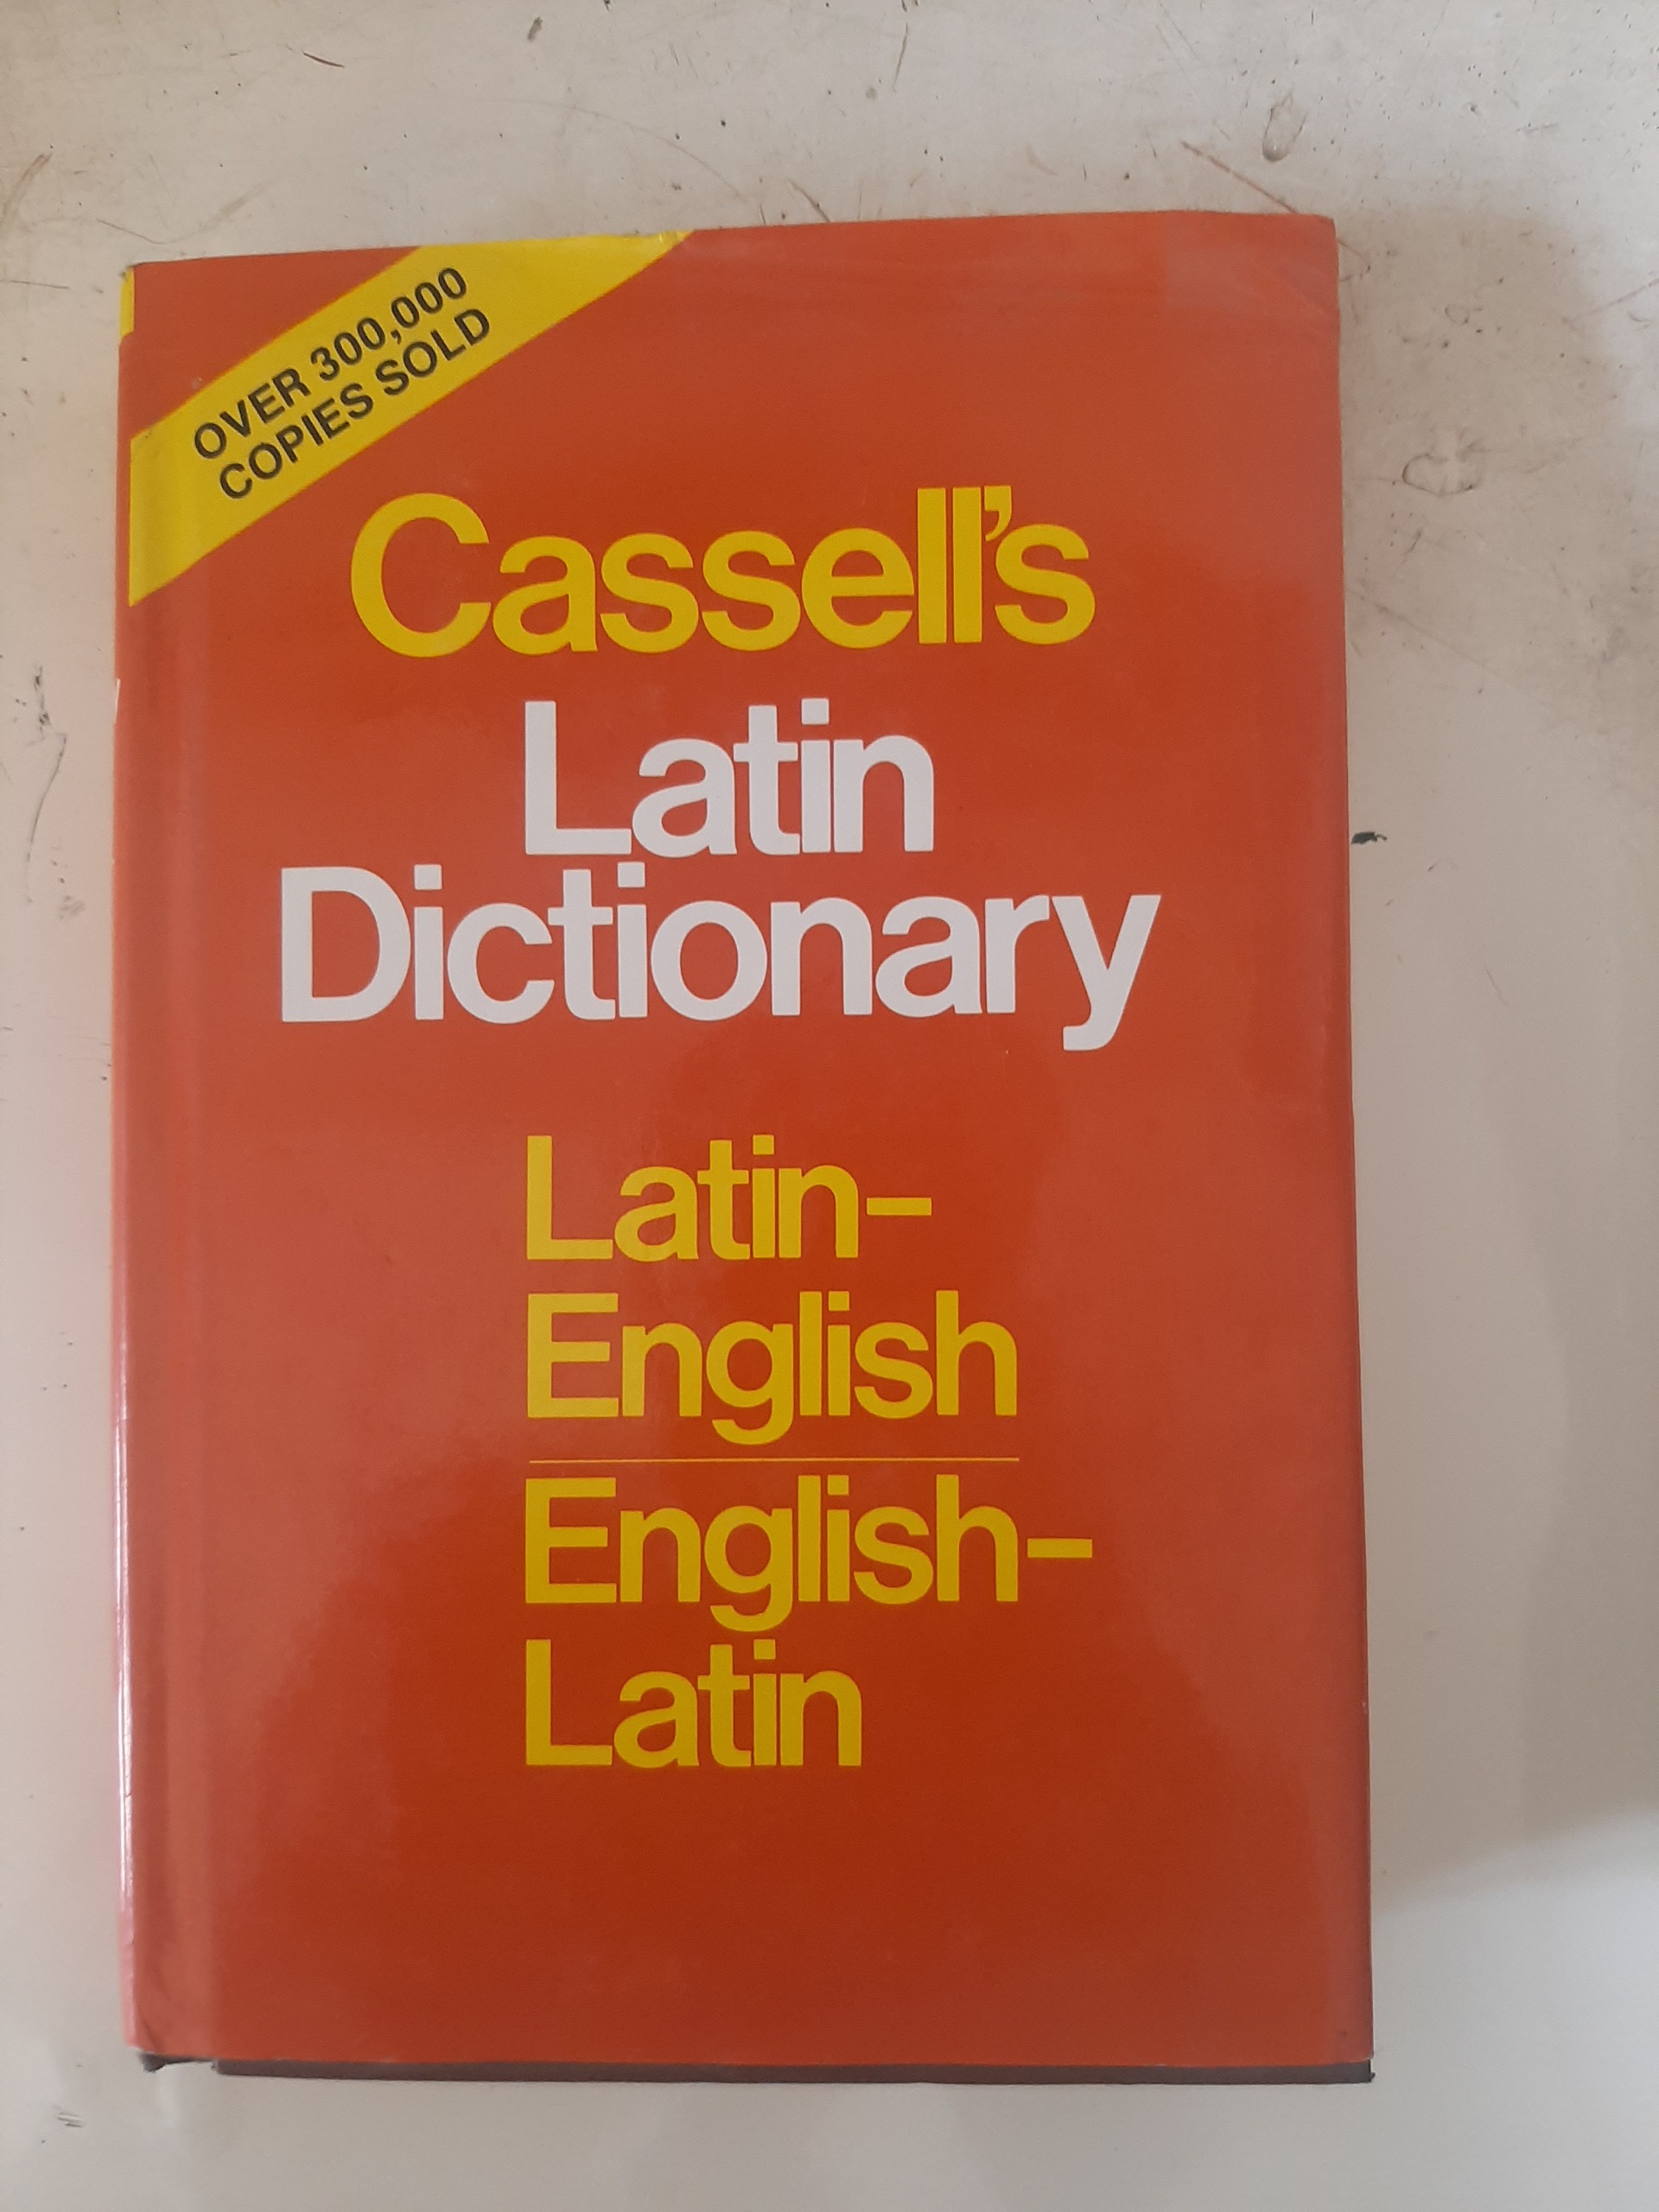 OVER 300,000
COPIES SOLD
Cassell's
Latin
Dictionary
Latin-
English
English-
Latin